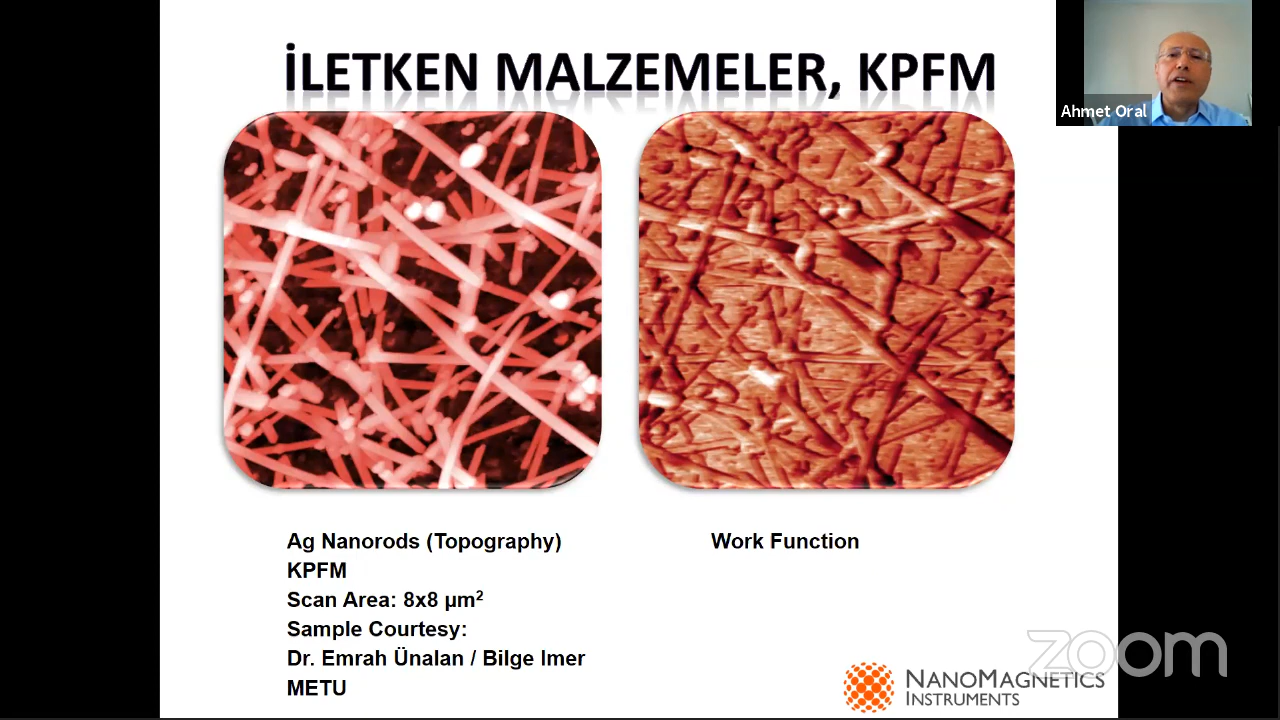 İLETKEN MALZEMELER, KPFM
Ahmet Oral
Ag Nanorods (Topography)
KPFM
Scan Area: 8x8 µm²
Sample Courtesy:
Dr. Emrah Ünalan / Bilge Imer
METU
Work Function
zoom
NANOMAGNETICS
INSTRUMENTS